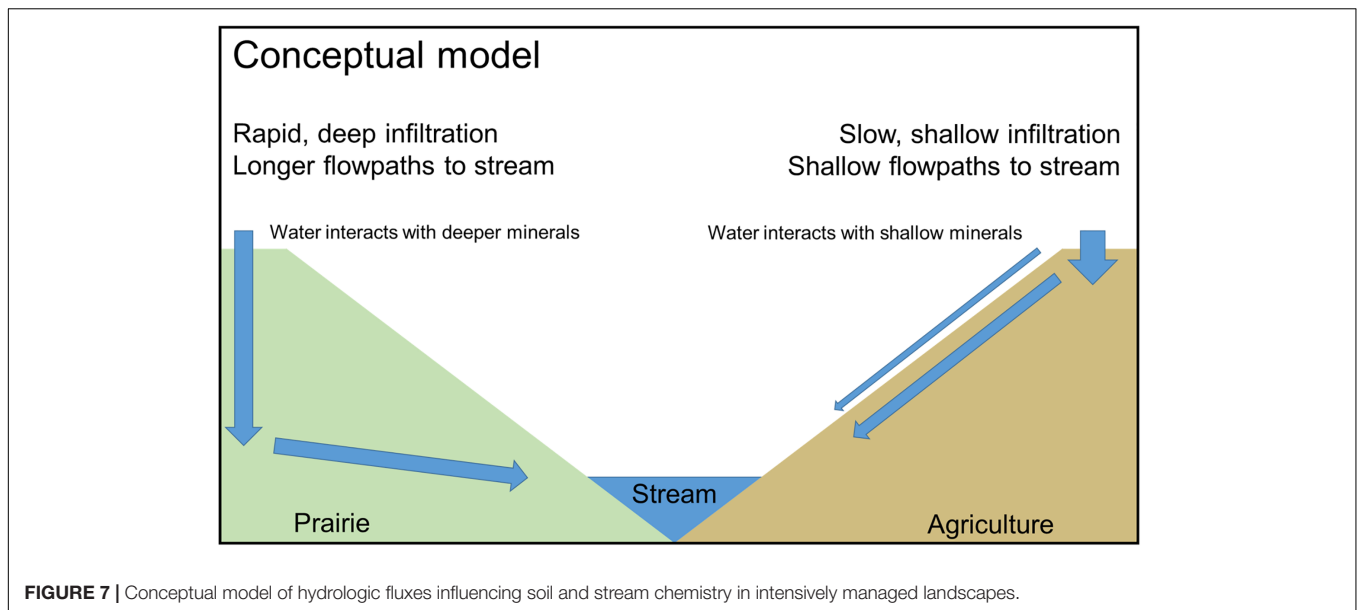 Conceptual model
Rapid, deep infiltration
Longer flowpaths to stream
Slow, shallow infiltration
Shallow flowpaths to stream
Water interacts with deeper minerals
Water interacts with shallow minerals
Stream
Prairie
Agriculture
FIGURE 7 | Conceptual model of hydrologic fluxes influencing soil and stream chemistry in intensively managed landscapes.